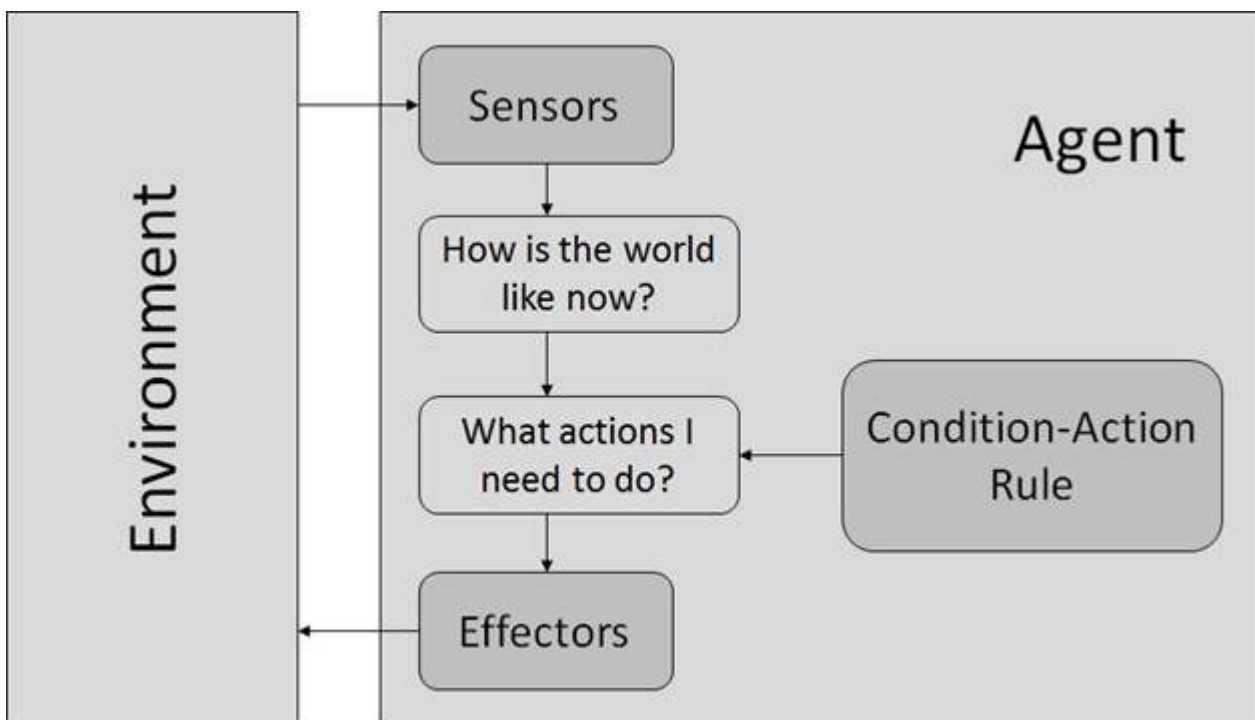 Environment
Agent
Sensors
How is the world
like now?
What actions I
need to do?
Condition-Action
Rule
Effectors